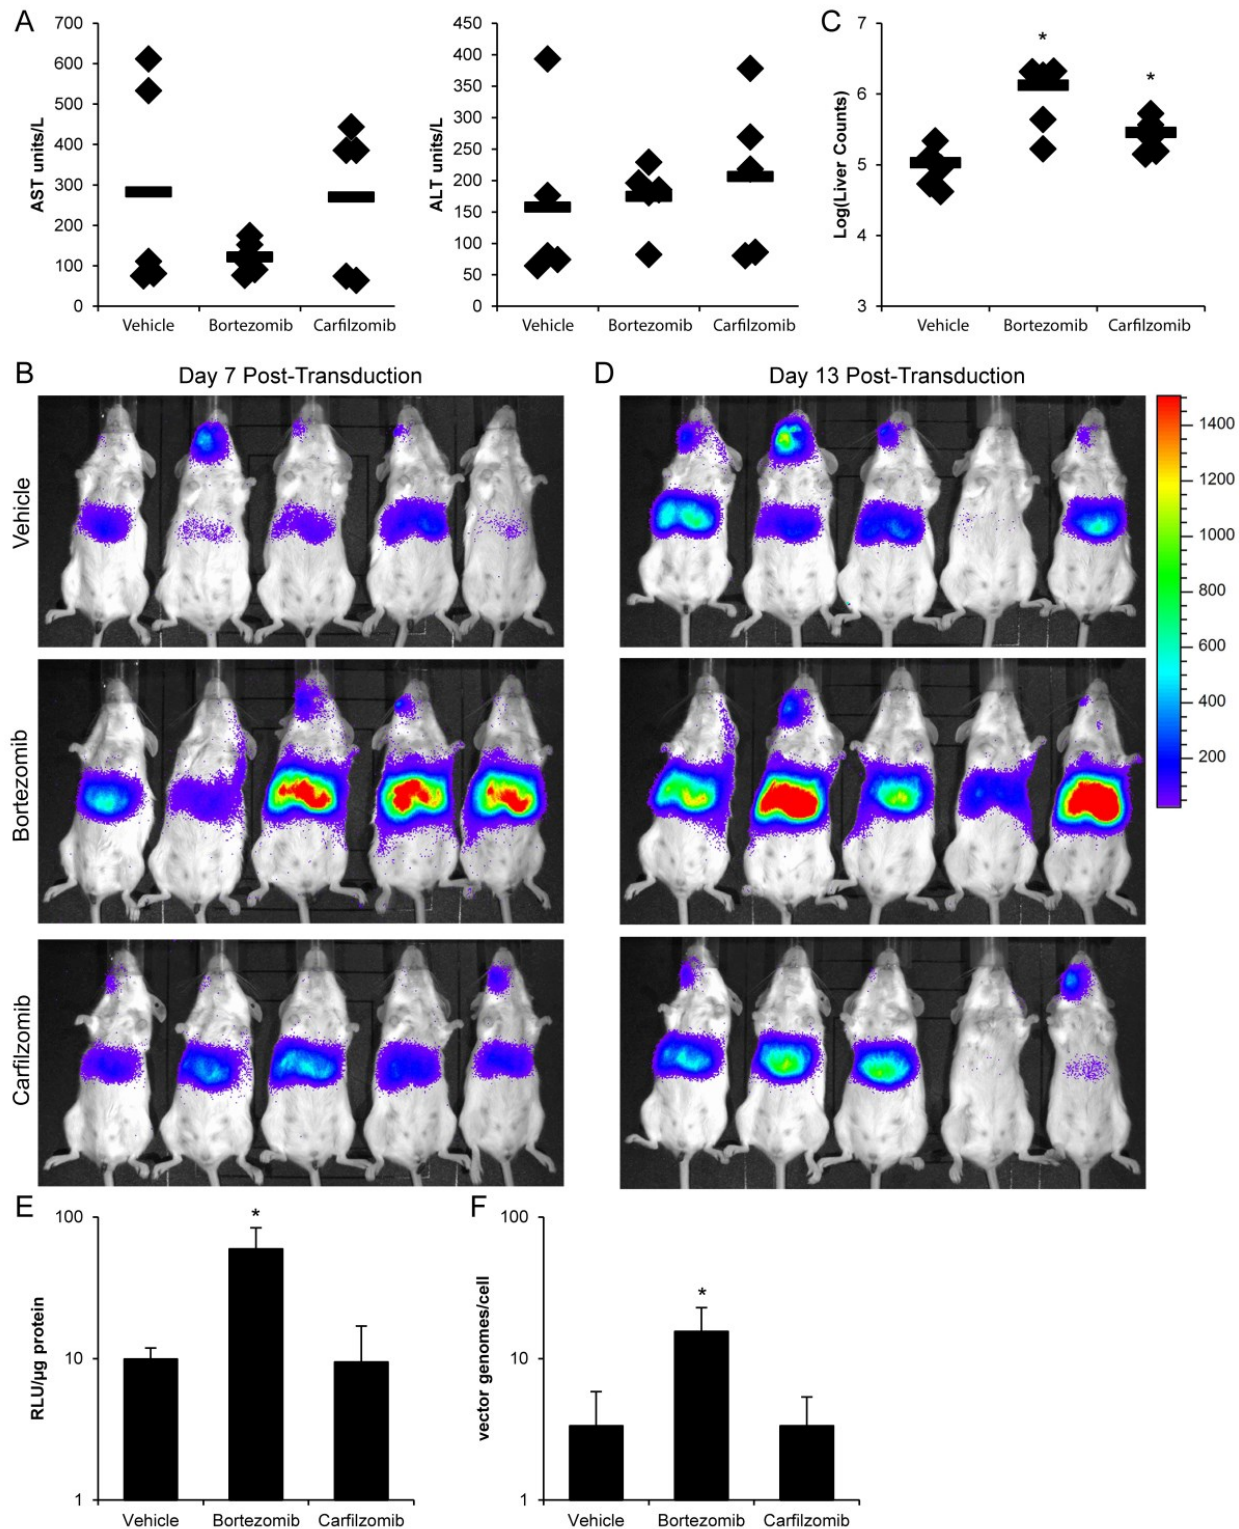 A
700
600
500
400
300
200
100
0
AST units/L
Vehicle Bortezomib Carfilzomib
450
400
350
300
250
200
150
100
50
0
ALT units/L
Vehicle Bortezomib Carfilzomib
C
7
6
5
4
3
Log(Liver Counts)
* *
Vehicle Bortezomib Carfilzomib
B
Day 7 Post-Transduction
D
Day 13 Post-Transduction
Vehicle
Bortezomib
Carfilzomib
1400
1200
1000
800
600
400
200
E
100
10
1
RLU/µg protein
*
Vehicle Bortezomib Carfilzomib
F
100
10
1
vector genomes/cell
*
Vehicle Bortezomib Carfilzomib